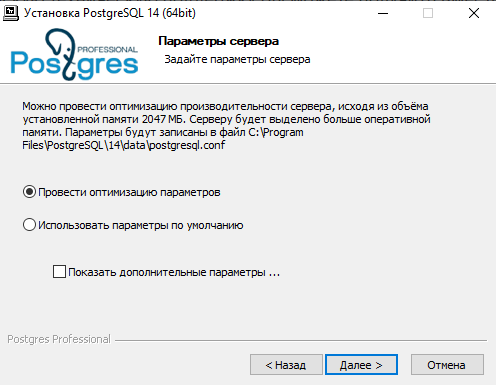 Установка PostgreSQL 14 (64bit)
PROFESSIONAL
Postgres
Параметры сервера
Задайте параметры сервера
Можно провести оптимизацию производительности сервера, исходя из объёма
установленной памяти 2047 МБ. Серверу будет выделено больше оперативной
памяти. Параметры будут записаны в файл C:\Program
Files\PostgreSQL\14\data\postgresql.conf
Провести оптимизацию параметров
Использовать параметры по умолчанию
Показать дополнительные параметры ...
Postgres Professional
< Назад
Далее >
Отмена